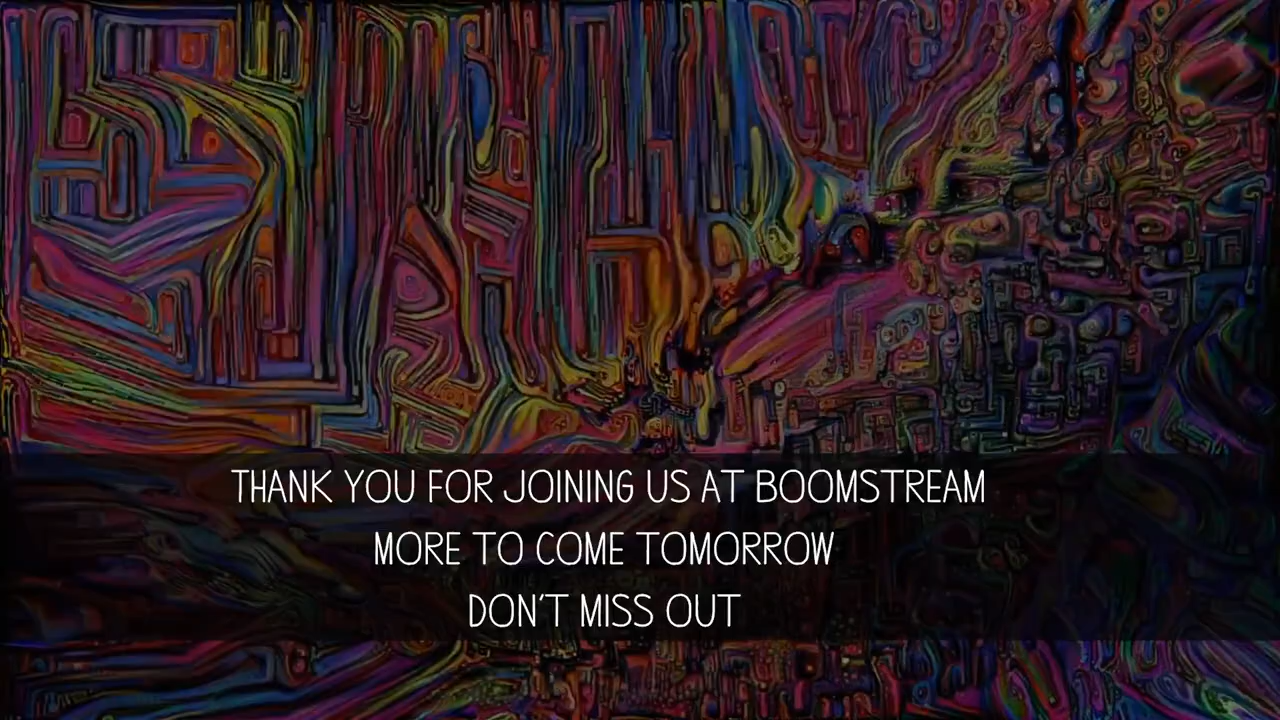 THANK YOU FOR JOINING US AT BOOMSTREAM
MORE TO COME TOMORROW
DON'T MISS OUT